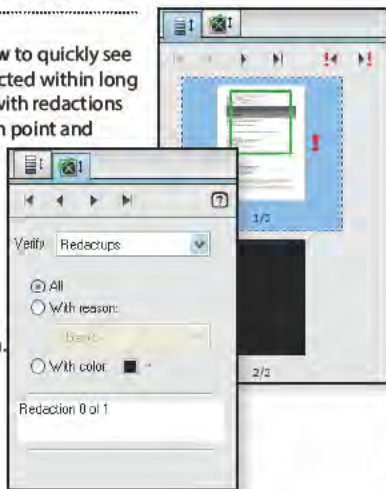 w to quickly see
cted within long
with redactions
n point and
.
Verify Redactups
All
With reason:
With color:
Redaction 0 of 1
!
1/2
2/2